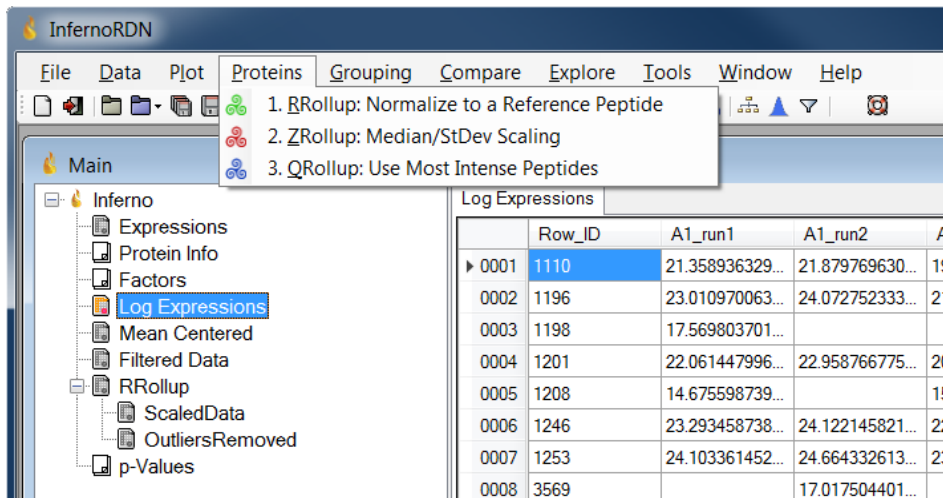 InfernoRDN
File Data Plot Proteins Grouping Compare Explore Tools Window Help
1. RRollup: Normalize to a Reference Peptide
2. ZRollup: Median/StDev Scaling
3. QRollup: Use Most Intense Peptides
Main
Inferno
Expressions
Protein Info
Factors
Log Expressions
Mean Centered
Filtered Data
RRollup
ScaledData
OutliersRemoved
p-Values
Log Expressions
Row_ID A1_run1 A1_run2
0001 1110 21.358936329... 21.879769630...
0002 1196 23.010970063... 24.072752333...
0003 1198 17.569803701...
0004 1201 22.061447996... 22.958766775...
0005 1208 14.675598739...
0006 1246 23.293458738... 24.122145821...
0007 1253 24.103361452... 24.664332613...
0008 3569 17.017504401...